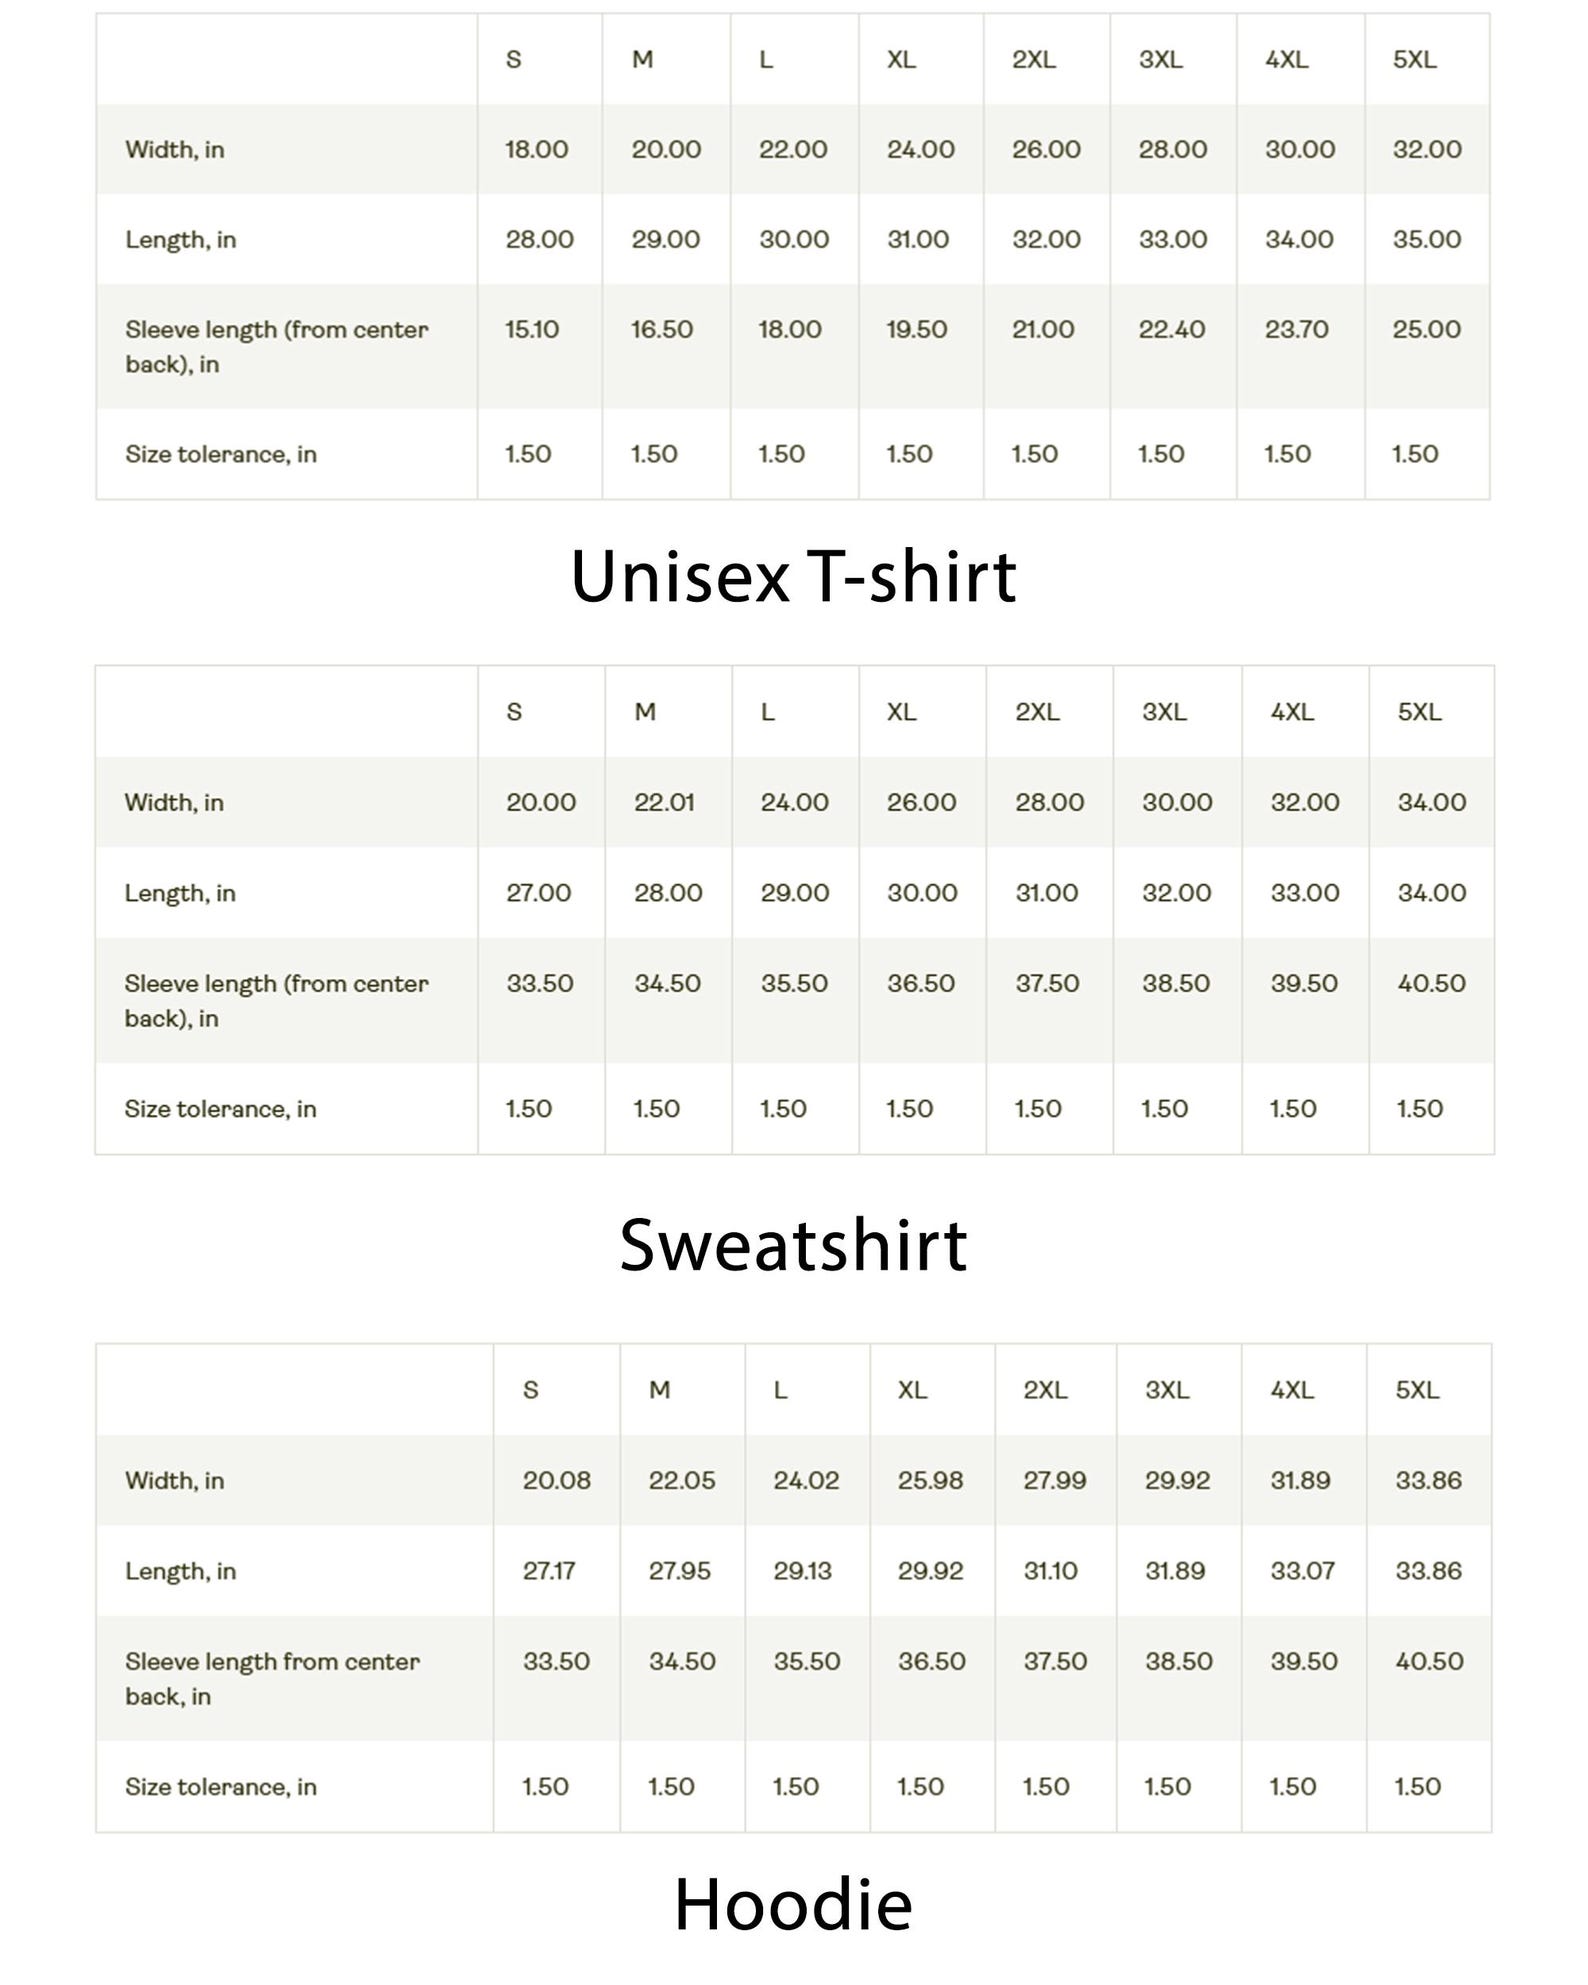 S M L XL 2XL 3XL 4XL 5XL
Width, in 18.00 20.00 22.00 24.00 26.00 28.00 30.00 32.00
Length, in 28.00 29.00 30.00 31.00 32.00 33.00 34.00 35.00
Sleeve length (from center 15.10 16.50 18.00 19.50 21.00 22.40 23.70 25.00
back), in
Size tolerance, in 1.50 1.50 1.50 1.50 1.50 1.50 1.50 1.50
Unisex T-shirt
S M L XL 2XL 3XL 4XL 5XL
Width, in 20.00 22.01 24.00 26.00 28.00 30.00 32.00 34.00
Length, in 27.00 28.00 29.00 30.00 31.00 32.00 33.00 34.00
Sleeve length (from center 33.50 34.50 35.50 36.50 37.50 38.50 39.50 40.50
back), in
Size tolerance, in 1.50 1.50 1.50 1.50 1.50 1.50 1.50 1.50
Sweatshirt
S M L XL 2XL 3XL 4XL 5XL
Width, in 20.08 22.05 24.02 25.98 27.99 29.92 31.89 33.86
Length, in 27.17 27.95 29.13 29.92 31.10 31.89 33.07 33.86
Sleeve length from center 33.50 34.50 35.50 36.50 37.50 38.50 39.50 40.50
back, in
Size tolerance, in 1.50 1.50 1.50 1.50 1.50 1.50 1.50 1.50
Hoodie